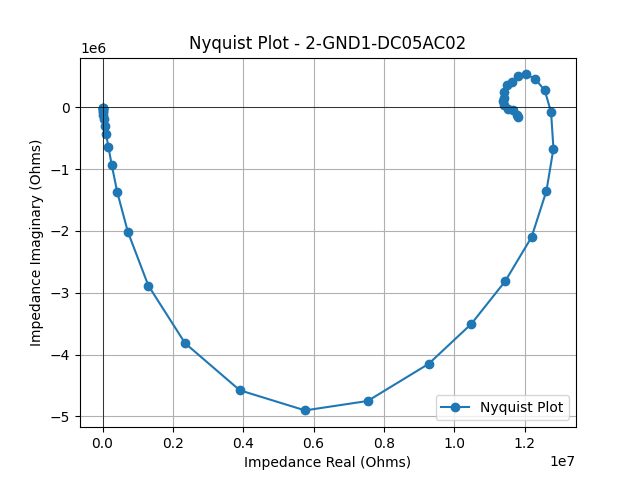 Nyquist Plot - 2-GND1-DC05AC02
1e6
0
−1
−2
−3
−4
−5
Impedance Imaginary (Ohms)
Nyquist Plot
0.0 0.2 0.4 0.6 0.8 1.0 1.2
1e7
Impedance Real (Ohms)